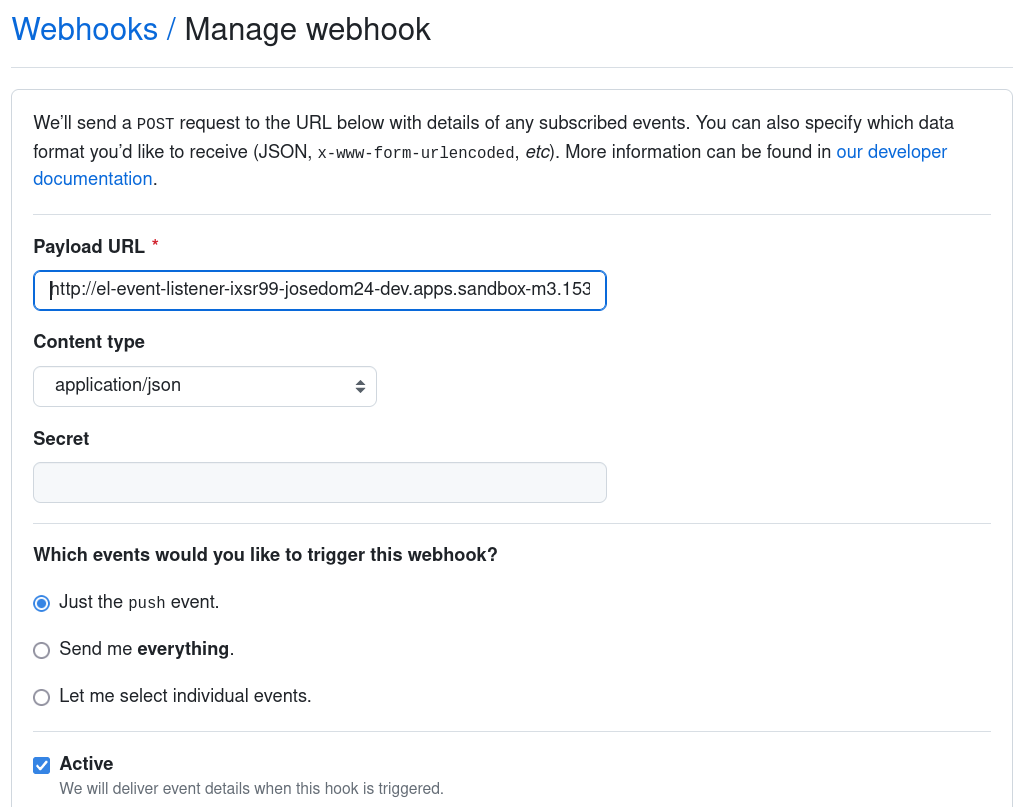 Webhooks / Manage webhook
We’ll send a POST request to the URL below with details of any subscribed events. You can also specify which data
format you’d like to receive (JSON, x-www-form-urlencoded, etc). More information can be found in our developer
documentation.
Payload URL *
http://el-event-listener-ixsr99-josedom24-dev.apps.sandbox-m3.153
Content type
application/json
Secret
Which events would you like to trigger this webhook?
Just the push event.
Send me everything.
Let me select individual events.
Active
We will deliver event details when this hook is triggered.